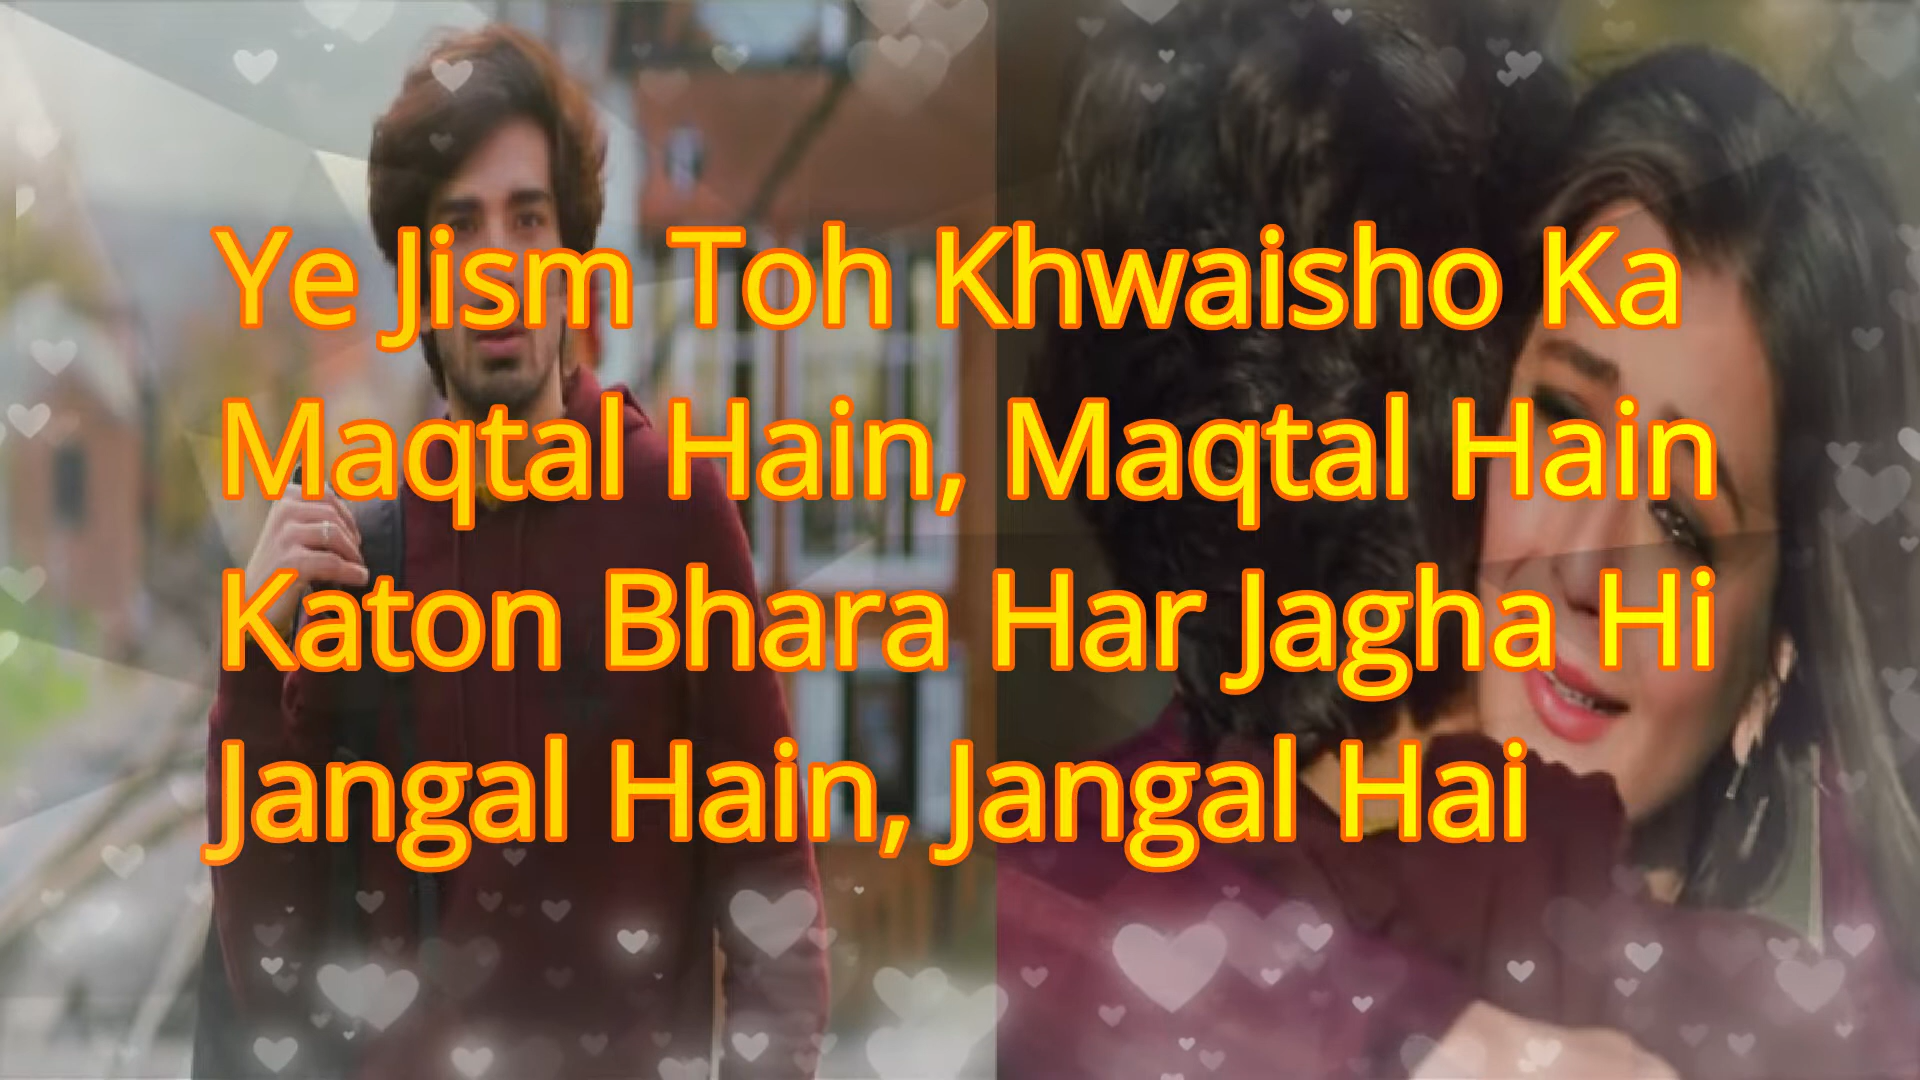 Ye Jism Toh Khwaisho Ka
Maqtal Hain, Maqtal Hain
Katon Bhara Har Jagha Hi
Jangal Hain, Jangal Hai